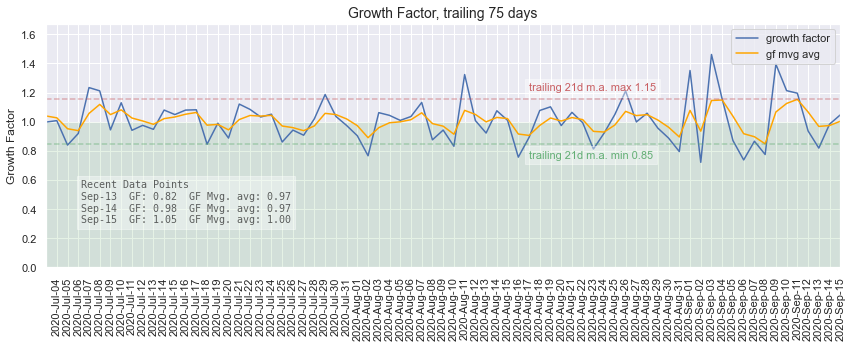 Growth Factor, trailing 75 days
growth factor
gf mvg avg
trailing 21d m.a. max 1.15
trailing 21d m.a. min 0.85
Recent Data Points
Sep-13 GF: 0.82 GF Mvg. avg: 0.97
Sep-14 GF: 0.98 GF Mvg. avg: 0.97
Sep-15 GF: 1.05 GF Mvg. avg: 1.00
Growth Factor
1.6
1.4
1.2
1.0
0.8
0.6
0.4
0.2
0.0
2020-Jul-04
2020-Jul-05
2020-Jul-06
2020-Jul-07
2020-Jul-08
2020-Jul-09
2020-Jul-10
2020-Jul-11
2020-Jul-12
2020-Jul-13
2020-Jul-14
2020-Jul-15
2020-Jul-16
2020-Jul-17
2020-Jul-18
2020-Jul-19
2020-Jul-20
2020-Jul-21
2020-Jul-22
2020-Jul-23
2020-Jul-24
2020-Jul-25
2020-Jul-26
2020-Jul-27
2020-Jul-28
2020-Jul-29
2020-Jul-30
2020-Jul-31
2020-Aug-01
2020-Aug-02
2020-Aug-03
2020-Aug-04
2020-Aug-05
2020-Aug-06
2020-Aug-07
2020-Aug-08
2020-Aug-09
2020-Aug-10
2020-Aug-11
2020-Aug-12
2020-Aug-13
2020-Aug-14
2020-Aug-15
2020-Aug-16
2020-Aug-17
2020-Aug-18
2020-Aug-19
2020-Aug-20
2020-Aug-21
2020-Aug-22
2020-Aug-23
2020-Aug-24
2020-Aug-25
2020-Aug-26
2020-Aug-27
2020-Aug-28
2020-Aug-29
2020-Aug-30
2020-Aug-31
2020-Sep-01
2020-Sep-02
2020-Sep-03
2020-Sep-04
2020-Sep-05
2020-Sep-06
2020-Sep-07
2020-Sep-08
2020-Sep-09
2020-Sep-10
2020-Sep-11
2020-Sep-12
2020-Sep-13
2020-Sep-14
2020-Sep-15